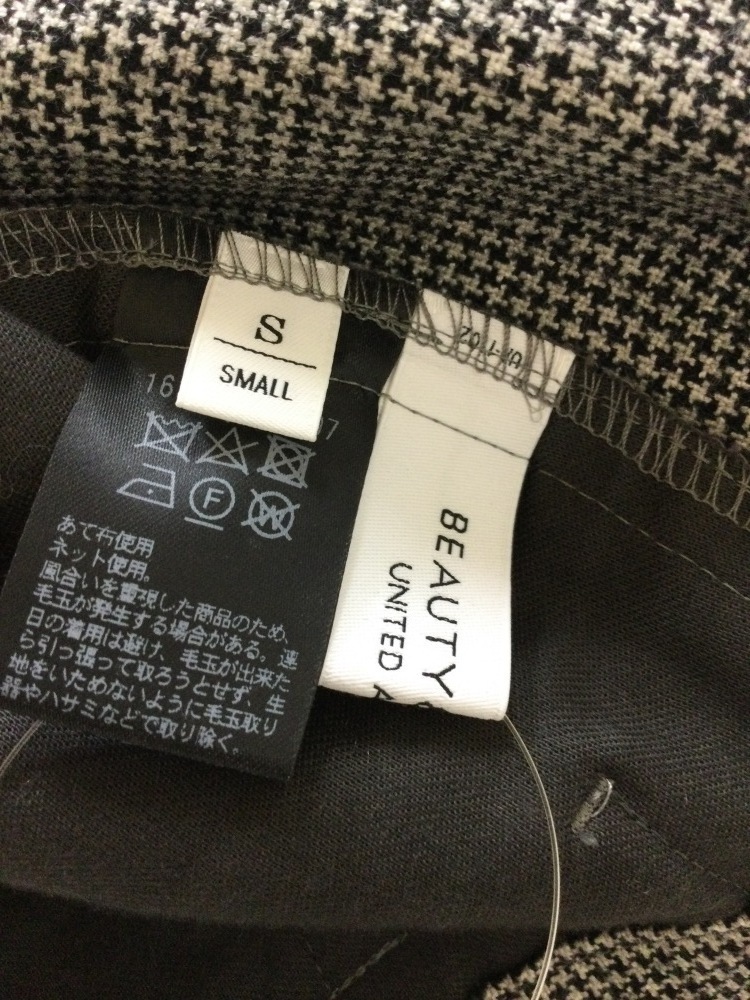 S
SMALL
16
07
F
W
あて布使用
ネット使用。
風合いを重視した商品のため、
毛玉が発生する場合がある。連
日の着用は避け、毛玉が出来た
ら引っ張って取ろうとせず、生
地をいためないように毛玉取り
器やハサミなどで取り除く。
BEAUTY
UNITED A